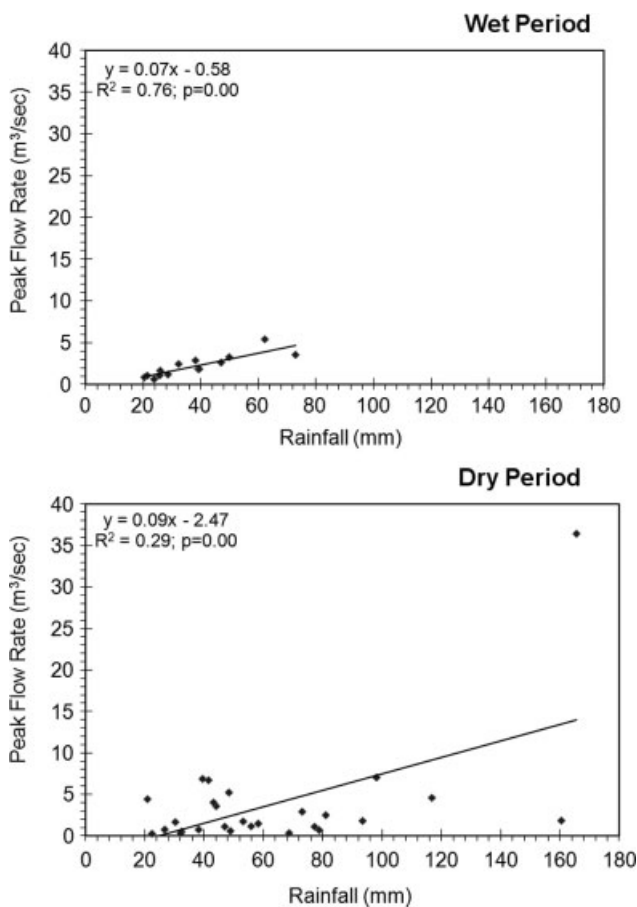 Wet Period
y = 0.07x - 0.58
R² = 0.76; p=0.00
40
35
30
25
20
15
10
5
0
Peak Flow Rate (m³/sec)
0 20 40 60 80 100 120 140 160 180
Rainfall (mm)
Dry Period
y = 0.09x - 2.47
R² = 0.29; p=0.00
40
35
30
25
20
15
10
5
0
Peak Flow Rate (m³/sec)
0 20 40 60 80 100 120 140 160 180
Rainfall (mm)